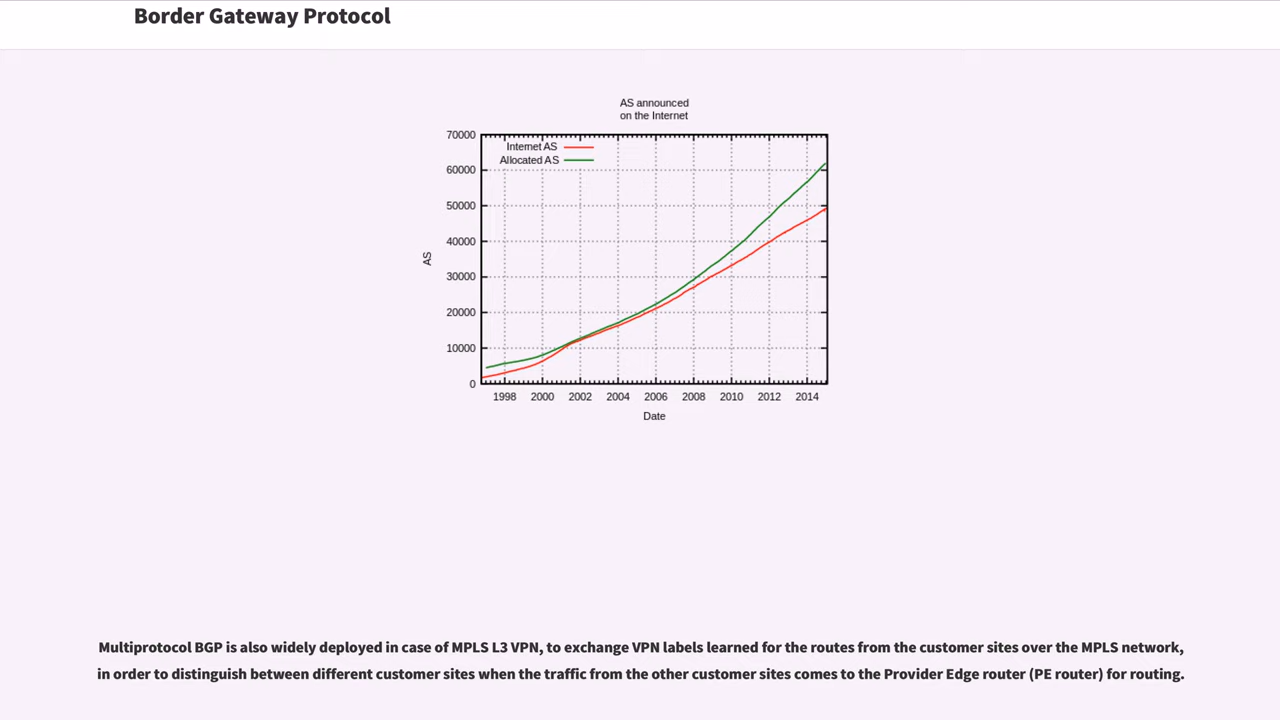 Border Gateway Protocol
AS announced
on the Internet
70000
Internet AS
Allocated AS
60000
50000
40000
AS
30000
20000
10000
0
1998 2000 2002 2004 2006 2008 2010 2012 2014
Date
Multiprotocol BGP is also widely deployed in case of MPLS L3 VPN, to exchange VPN labels learned for the routes from the customer sites over the MPLS network,
in order to distinguish between different customer sites when the traffic from the other customer sites comes to the Provider Edge router (PE router) for routing.